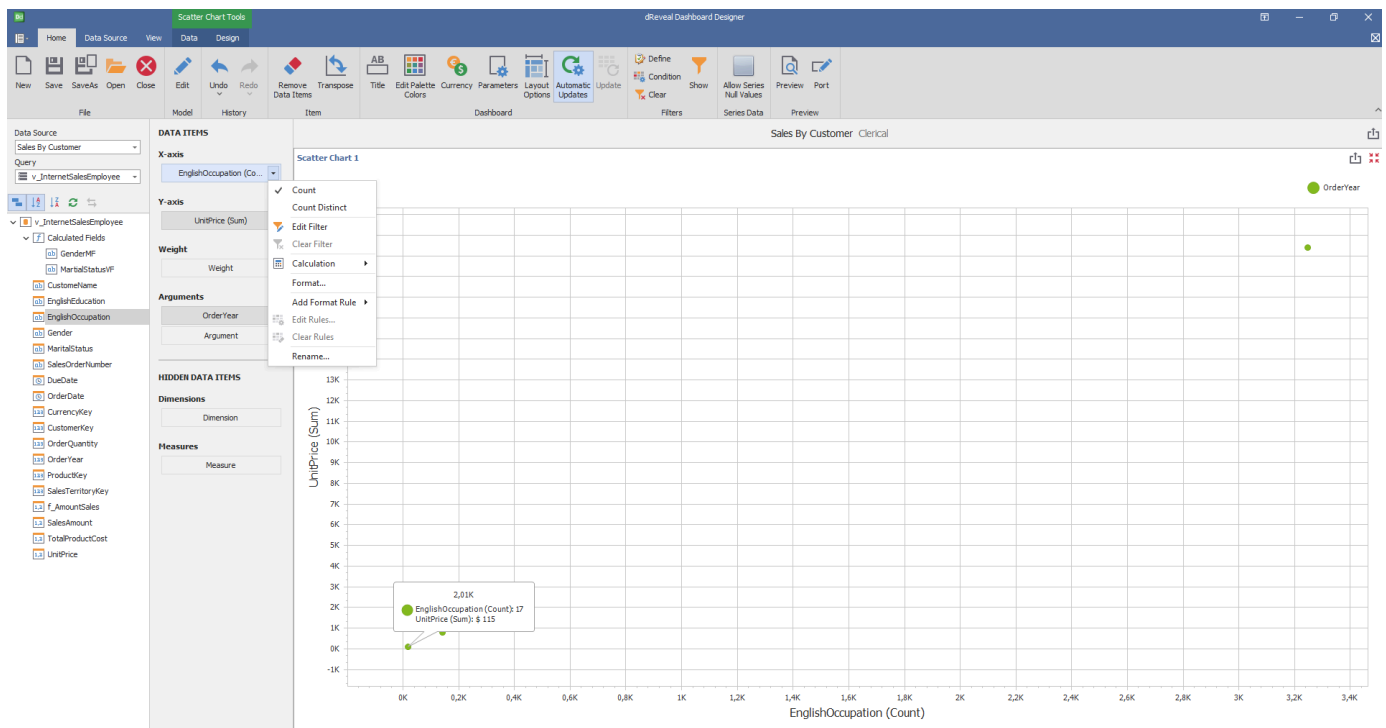 Scatter Chart Tools
dReveal Dashboard Designer
Home Data Source View Data Design
New Save SaveAs Open Close Edit Undo Redo Remove Data Items Transpose AB Title Edit Palette Colors Currency Parameters Layout Options Automatic Updates Update Define Condition Clear Show Allow Series Null Values Preview Port
File Model History Item Dashboard Filters Series Data Preview
Data Source
Sales By Customer
Query
v_InternetSalesEmployee
v_InternetSalesEmployee
Calculated Fields
GenderMF
MartialStatusVF
CustomeName
EnglishEducation
EnglishOccupation
Gender
MaritalStatus
SalesOrderNumber
DueDate
OrderDate
CurrencyKey
CustomerKey
OrderQuantity
OrderYear
ProductKey
SalesTerritoryKey
f_AmountSales
SalesAmount
TotalProductCost
UnitPrice
DATA ITEMS
X-axis
EnglishOccupation (Co...
Y-axis
UnitPrice (Sum)
Weight
Weight
Arguments
OrderYear
Argument
HIDDEN DATA ITEMS
Dimensions
Dimension
Measures
Measure
Count
Count Distinct
Edit Filter
Clear Filter
Calculation
Format...
Add Format Rule
Edit Rules...
Clear Rules
Rename...
Sales By Customer Clerical
Scatter Chart 1
OrderYear
13K
12K
11K
10K
9K
8K
7K
6K
5K
4K
3K
2K
1K
0K
-1K
UnitPrice (Sum)
2,01K
EnglishOccupation (Count): 17
UnitPrice (Sum): $ 115
0K 0,2K 0,4K 0,6K 0,8K 1K 1,2K 1,4K 1,6K 1,8K 2K 2,2K 2,4K 2,6K 2,8K 3K 3,2K 3,4K
EnglishOccupation (Count)